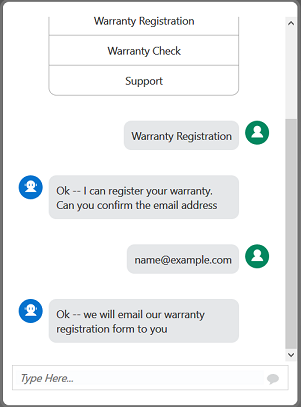 Warranty Registration
Warranty Check
Support
Warranty Registration
Ok -- I can register your warranty.
Can you confirm the email address
name@example.com
Ok -- we will email our warranty
registration form to you
Type Here...